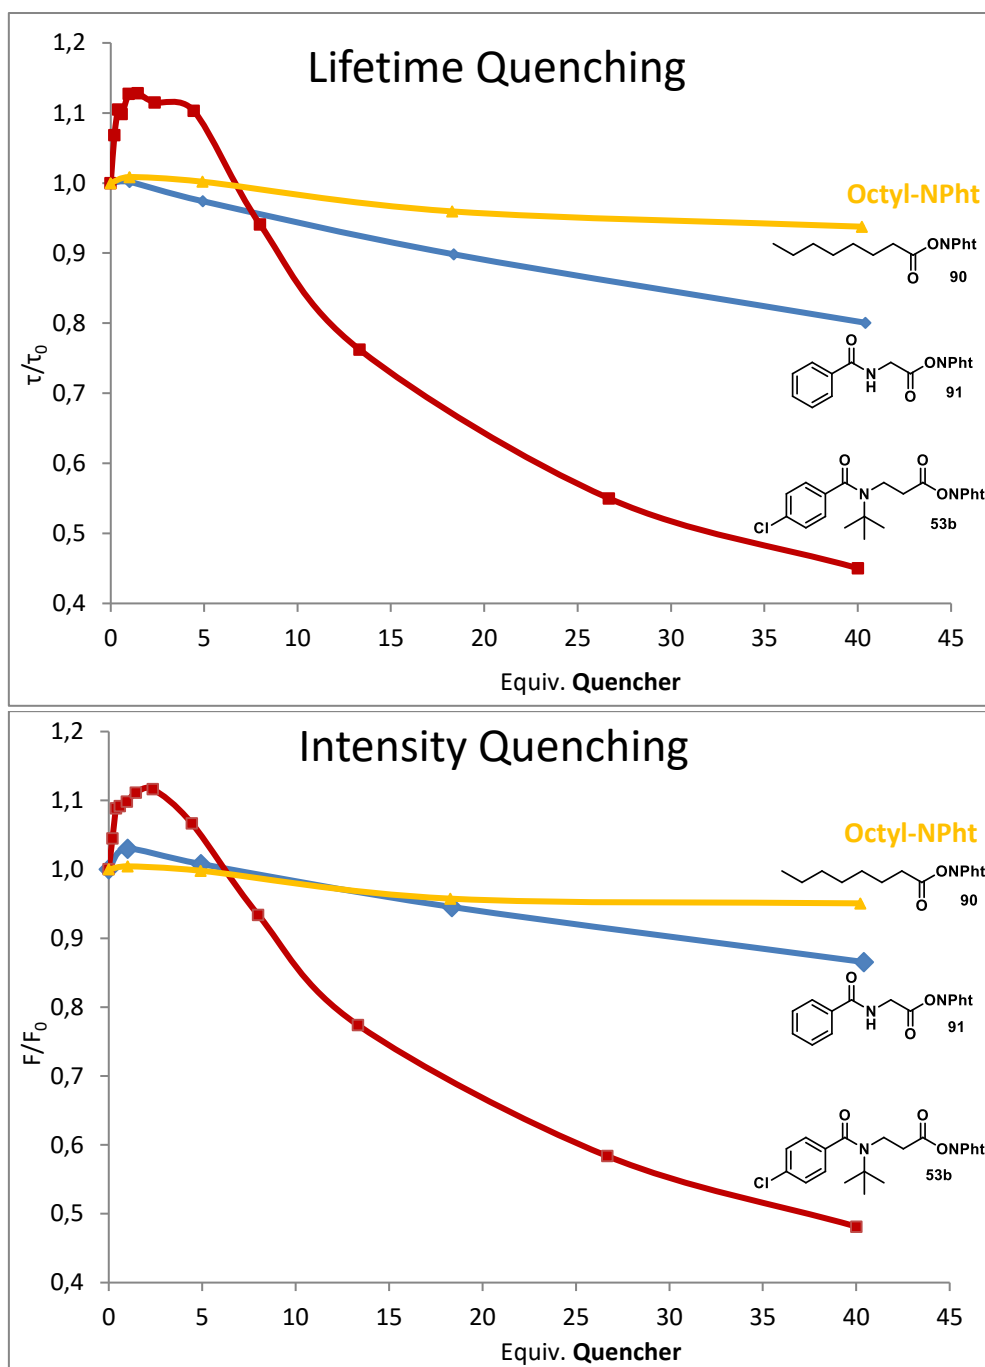 Lifetime Quenching
1,2
1,1
1,0
0,9
0,8
0,7
0,6
0,5
0,4
τ/τ0
0 5 10 15 20 25 30 35 40 45
Equiv. Quencher
Octyl-NPht
ONPht
O
90
O
N
H
ONPht
O
91
O
O
N
ONPht
Cl
53b
Intensity Quenching
1,2
1,1
1,0
0,9
0,8
0,7
0,6
0,5
0,4
F/F0
0 5 10 15 20 25 30 35 40 45
Equiv. Quencher
Octyl-NPht
ONPht
O
90
O
N
H
ONPht
O
91
O
O
N
ONPht
Cl
53b